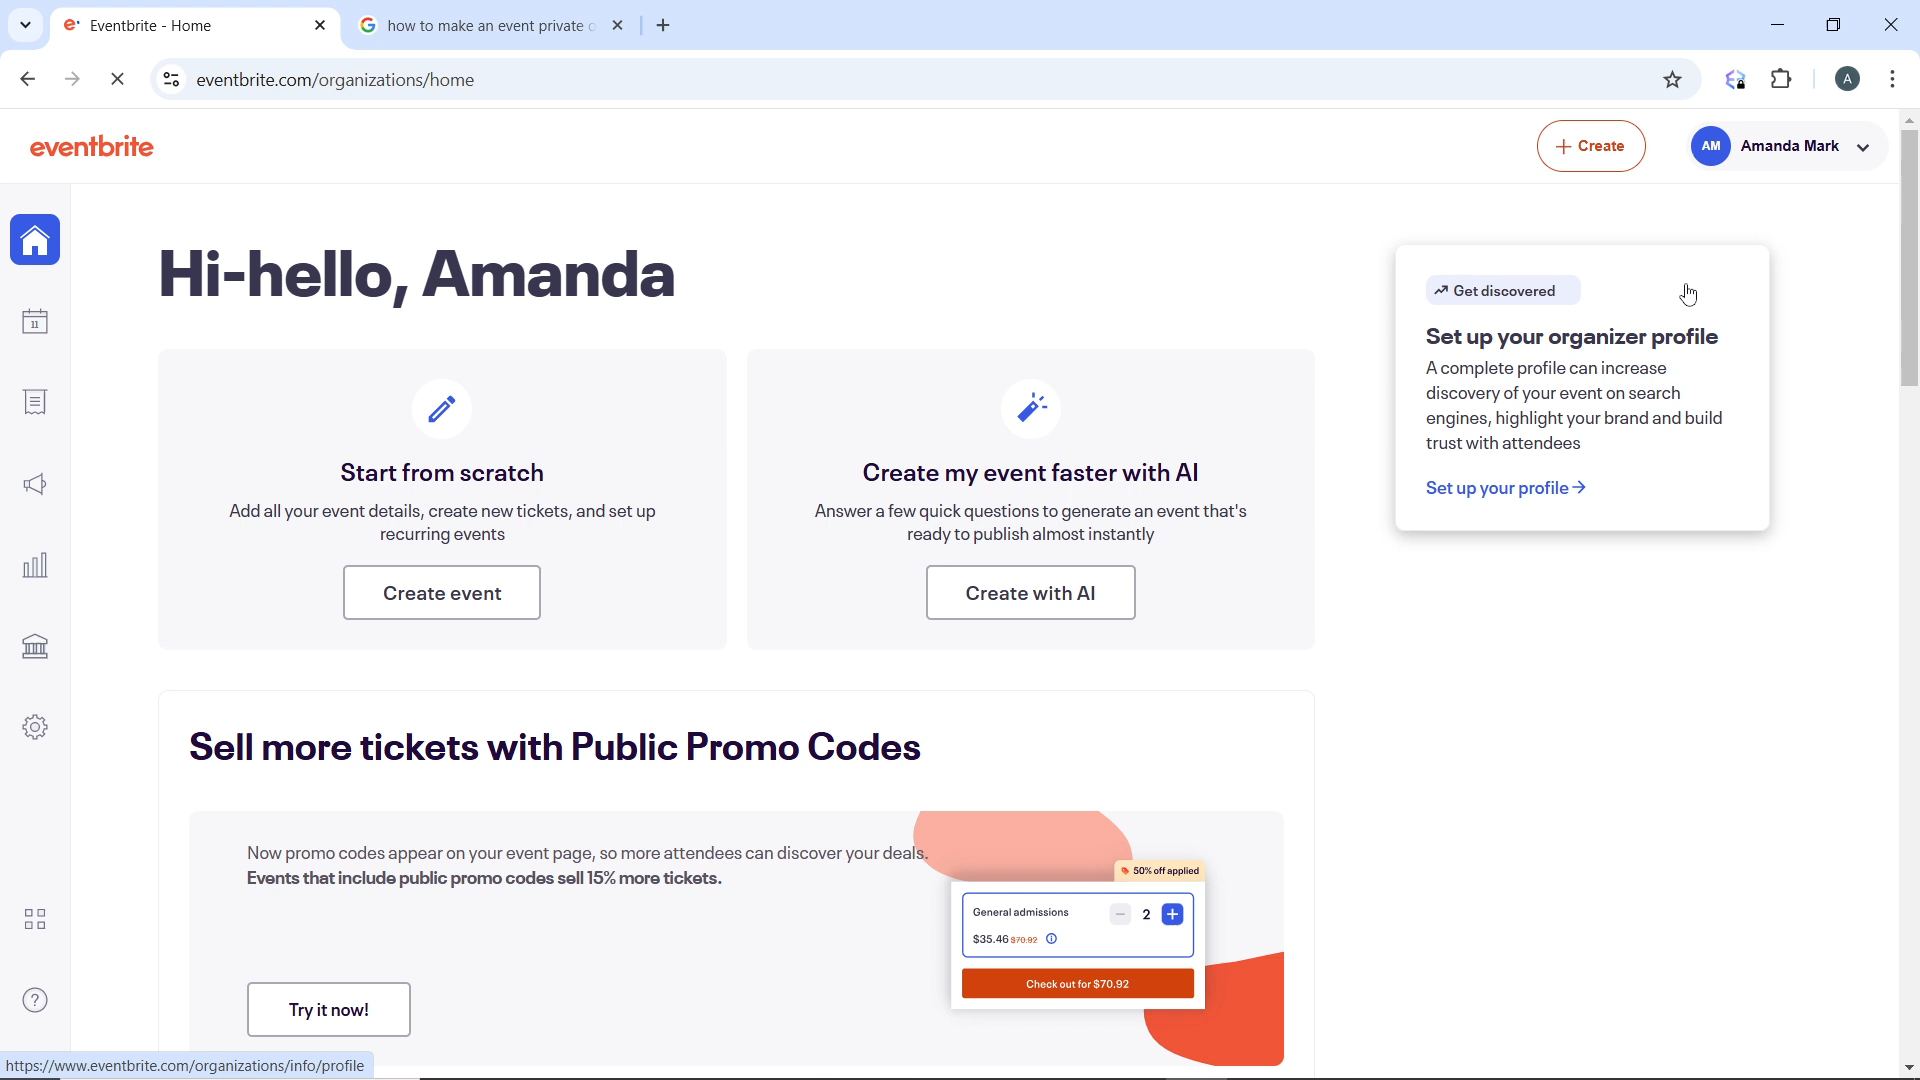 Eventbrite - Home
how to make an event private o
eventbrite.com/organizations/home
A
eventbrite
+ Create
AM
Amanda Mark
11
Hi-hello, Amanda
Get discovered
Set up your organizer profile
A complete profile can increase
discovery of your event on search
engines, highlight your brand and build
trust with attendees
Set up your profile
Start from scratch
Add all your event details, create new tickets, and set up
recurring events
Create event
Create my event faster with AI
Answer a few quick questions to generate an event that's
ready to publish almost instantly
Create with AI
Sell more tickets with Public Promo Codes
Now promo codes appear on your event page, so more attendees can discover your deals.
Events that include public promo codes sell 15% more tickets.
50% off applied
General admissions
2
$35.46 $70.92
Check out for $70.92
Try it now!
https://www.eventbrite.com/organizations/info/profile